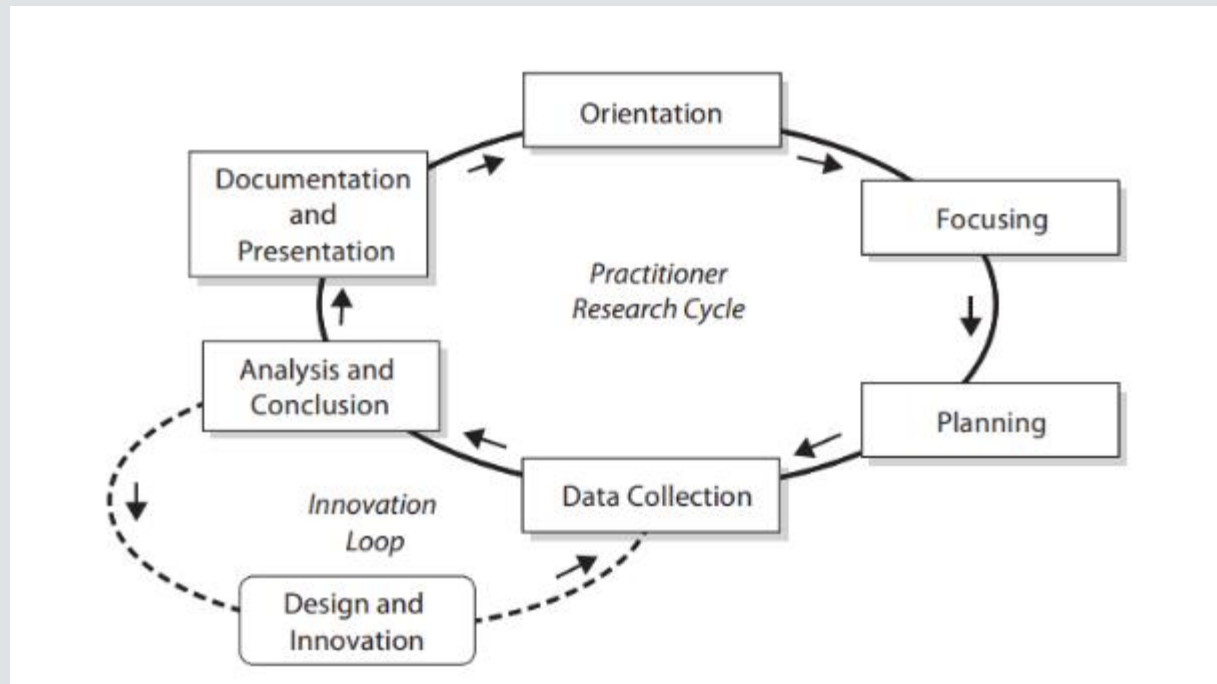 Orientation
Documentation
and
Presentation
Focusing
Practitioner
Research Cycle
Analysis and
Conclusion
Planning
Data Collection
Innovation
Loop
Design and
Innovation